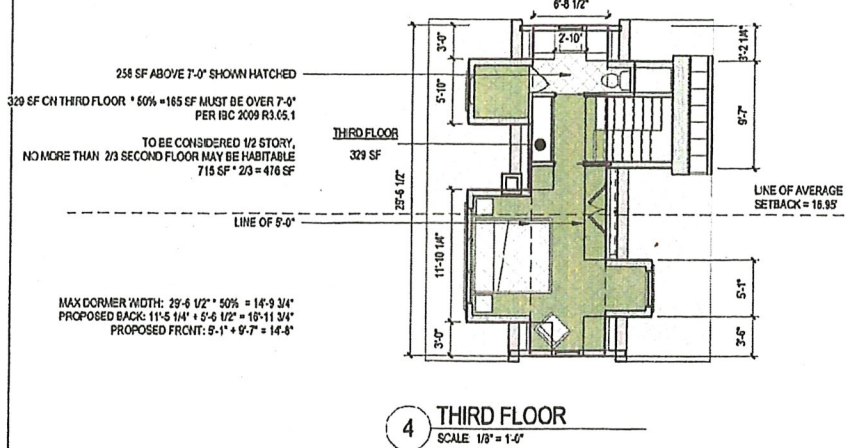 6'-8 1/2"
2'-10"
3'-0"
3'-2 1/4"
258 SF ABOVE 7'-0" SHOWN HATCHED
5'-10"
329 SF ON THIRD FLOOR * 50% =165 SF MUST BE OVER 7'-0"
PER IBC 2009 R3.05.1
9'-7"
TO BE CONSIDERED 1/2 STORY,
NO MORE THAN 2/3 SECOND FLOOR MAY BE HABITABLE
715 SF * 2/3 = 476 SF
THIRD FLOOR
329 SF
29'-6 1/2"
LINE OF AVERAGE
SETBACK = 16.95'
LINE OF 5'-0"
11'-10 1/4"
5'-1"
MAX DORMER WIDTH: 29'-6 1/2" * 50% = 14'-9 3/4"
PROPOSED BACK: 11'-5 1/4" + 5'-6 1/2" = 16'-11 3/4"
PROPOSED FRONT: 5'-1" + 9'-7" = 14'-8"
3'-0"
3'-6"
4 THIRD FLOOR
SCALE 1/8" = 1'-0"